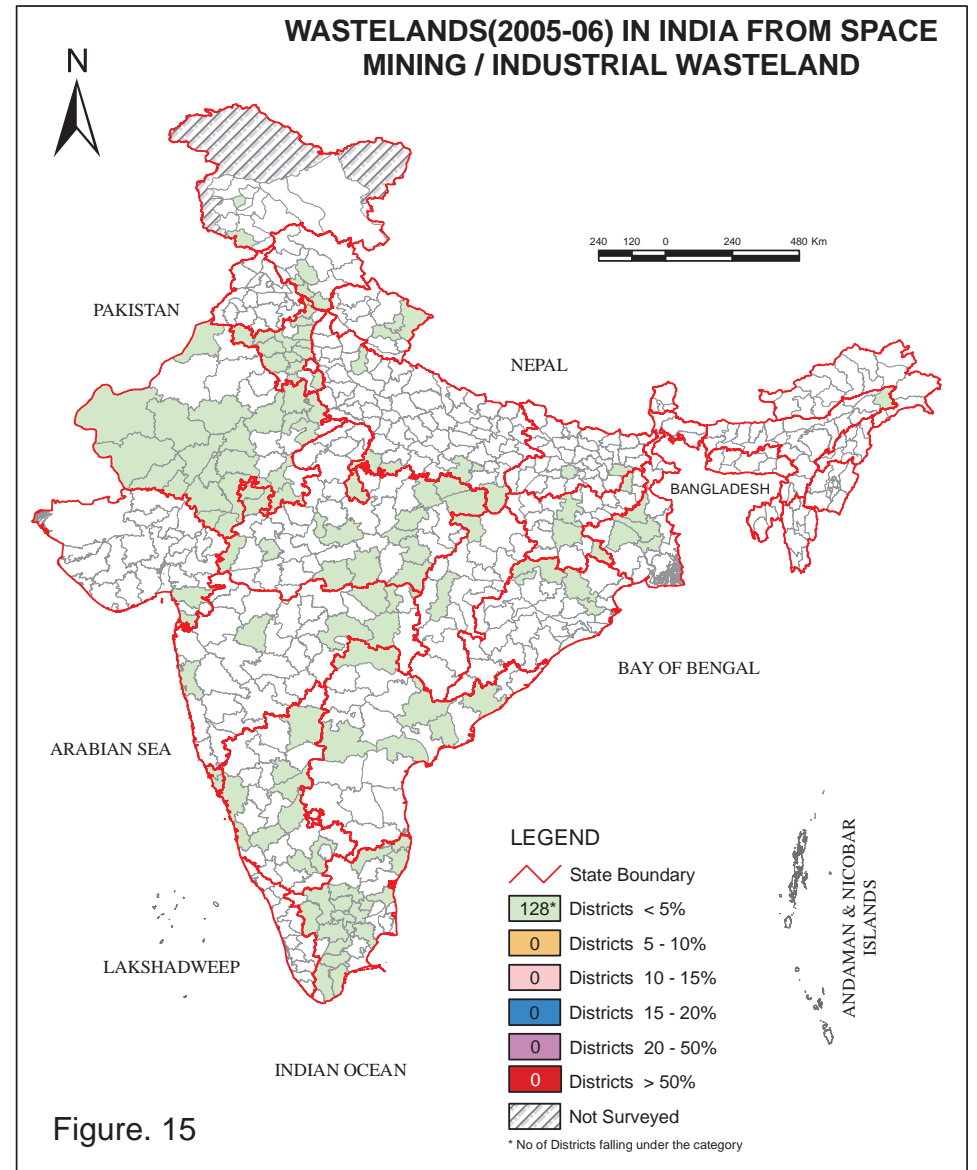 WASTELANDS(2005-06) IN INDIA FROM SPACE
MINING / INDUSTRIAL WASTELAND
N
240 120 0 240 480 Km
PAKISTAN
NEPAL
BANGLADESH
BAY OF BENGAL
ARABIAN SEA
LAKSHADWEEP
INDIAN OCEAN
ANDAMAN & NICOBAR
ISLANDS
LEGEND
State Boundary
128* Districts < 5%
0 Districts 5 - 10%
0 Districts 10 - 15%
0 Districts 15 - 20%
0 Districts 20 - 50%
0 Districts > 50%
Not Surveyed
* No of Districts falling under the category
Figure. 15